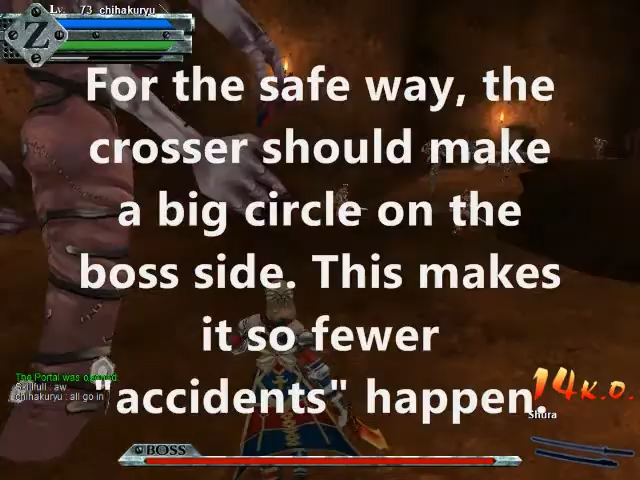 Lv. 73 chihakuryu
Z
For the safe way, the
crosser should make
a big circle on the
boss side. This makes
it so fewer
"accidents" happen.
The Portal was opened.
Skillfull : aw
chihakuryu : all go in
14 K.O.
Shura
BOSS